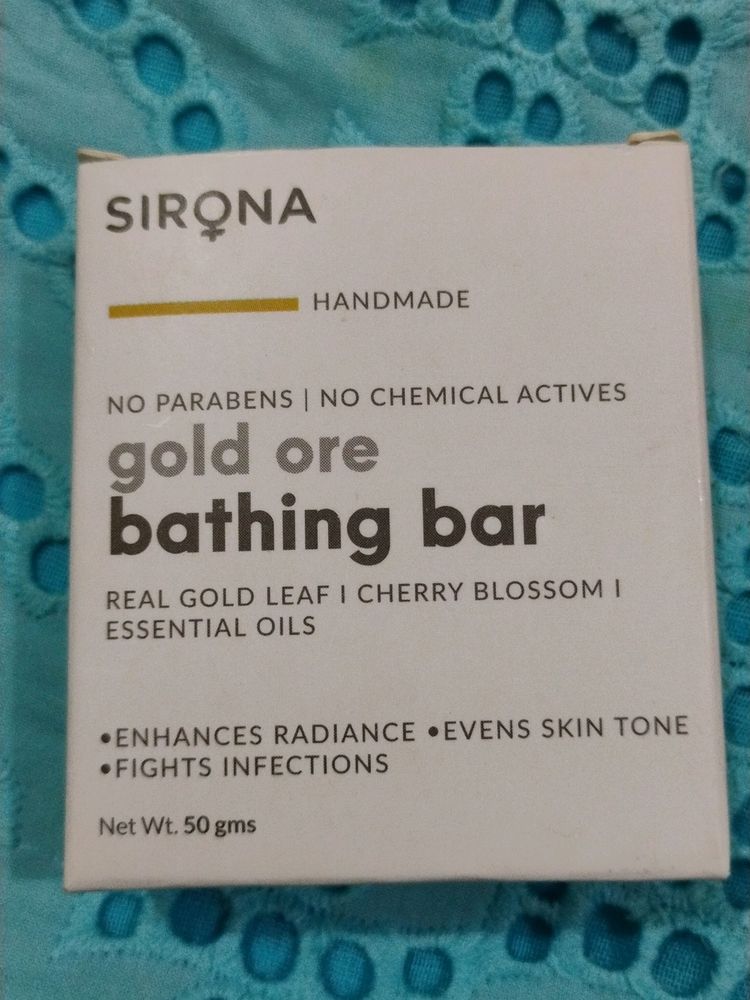 SIRONA
HANDMADE
NO PARABENS | NO CHEMICAL ACTIVES
gold ore
bathing bar
REAL GOLD LEAF I CHERRY BLOSSOM I
ESSENTIAL OILS
•ENHANCES RADIANCE •EVENS SKIN TONE
•FIGHTS INFECTIONS
Net Wt. 50 gms